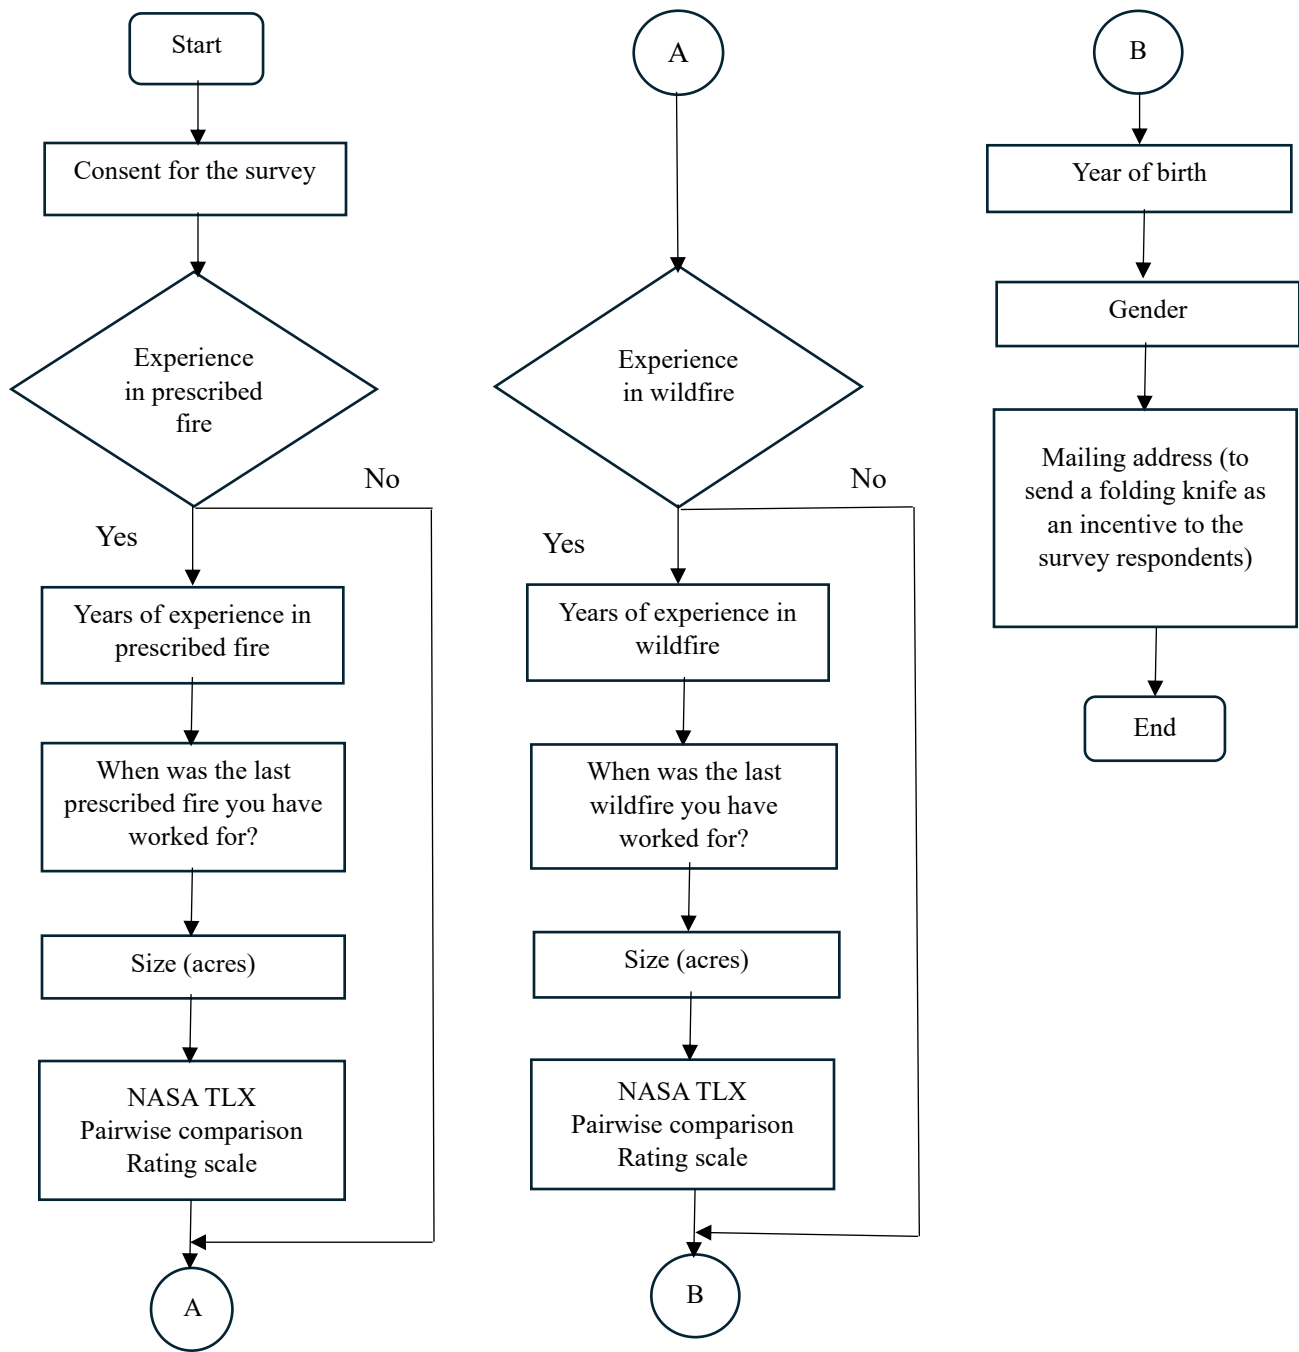 Start
Consent for the survey
Experience
in prescribed
fire
No
Yes
Years of experience in
prescribed fire
When was the last
prescribed fire you have
worked for?
Size (acres)
NASA TLX
Pairwise comparison
Rating scale
A
A
Experience
in wildfire
No
Yes
Years of experience in
wildfire
When was the last
wildfire you have
worked for?
Size (acres)
NASA TLX
Pairwise comparison
Rating scale
B
B
Year of birth
Gender
Mailing address (to
send a folding knife as
an incentive to the
survey respondents)
End